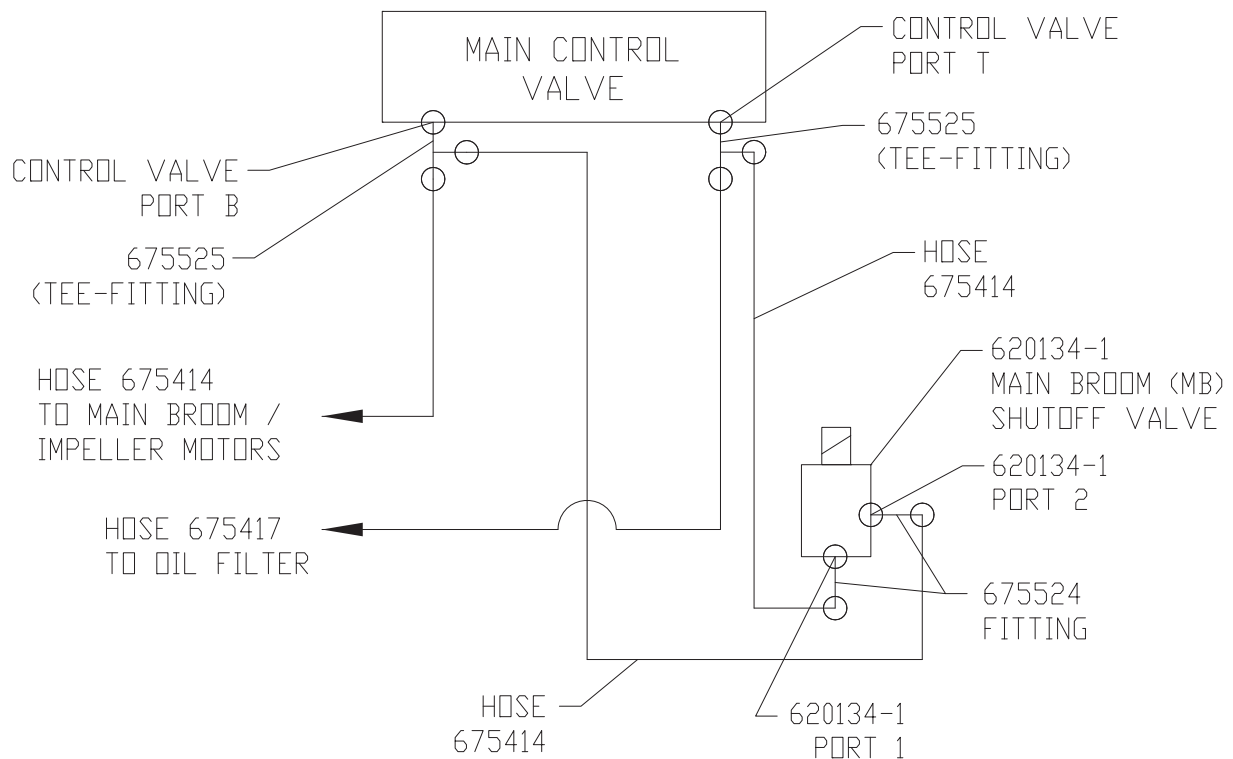 MAIN CONTROL
VALVE
CONTROL VALVE
PORT T
675525
(TEE-FITTING)
CONTROL VALVE
PORT B
675525
(TEE-FITTING)
HOSE
675414
620134-1
MAIN BROOM (MB)
SHUTOFF VALVE
HOSE 675414
TO MAIN BROOM /
IMPELLER MOTORS
620134-1
PORT 2
HOSE 675417
TO OIL FILTER
675524
FITTING
HOSE
675414
620134-1
PORT 1